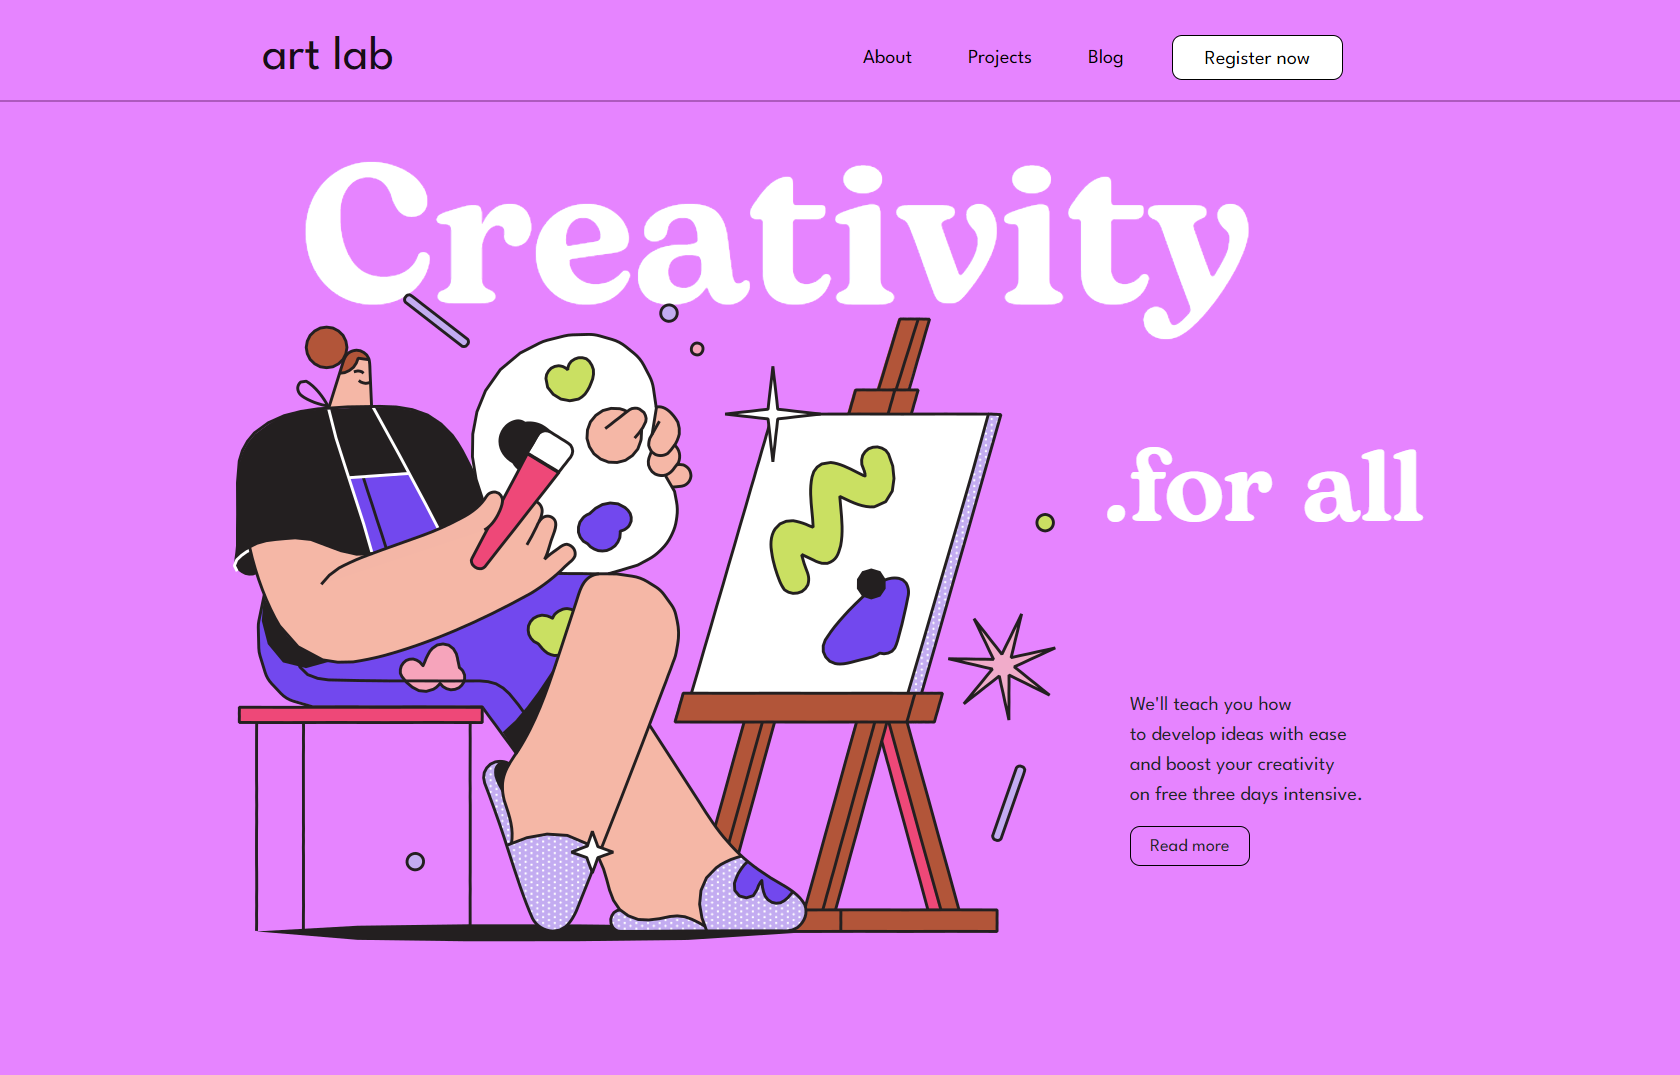 art lab
About
Projects
Blog
Register now
Creativity
.for all
We'll teach you how
to develop ideas with ease
and boost your creativity
on free three days intensive.
Read more